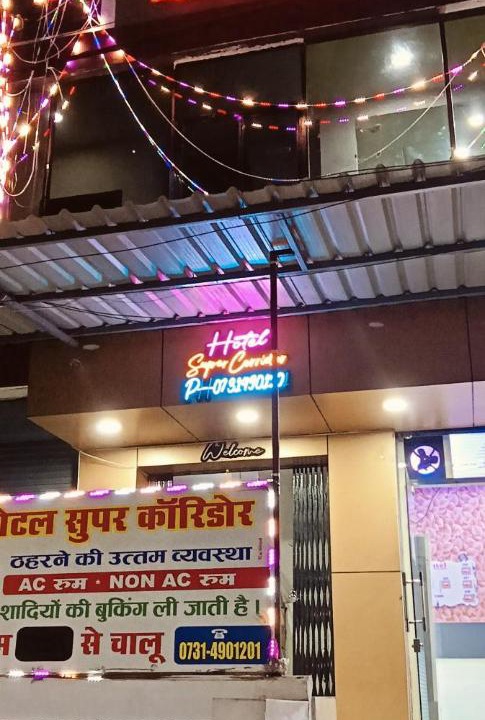 Hotel
Super Corridor
Welcome
होटल सुपर कॉरिडोर
ठहरने की उत्तम व्यवस्था
AC रुम · NON AC रुम
शादियों की बुकिंग ली जाती है।
से चालू 0731-4901201